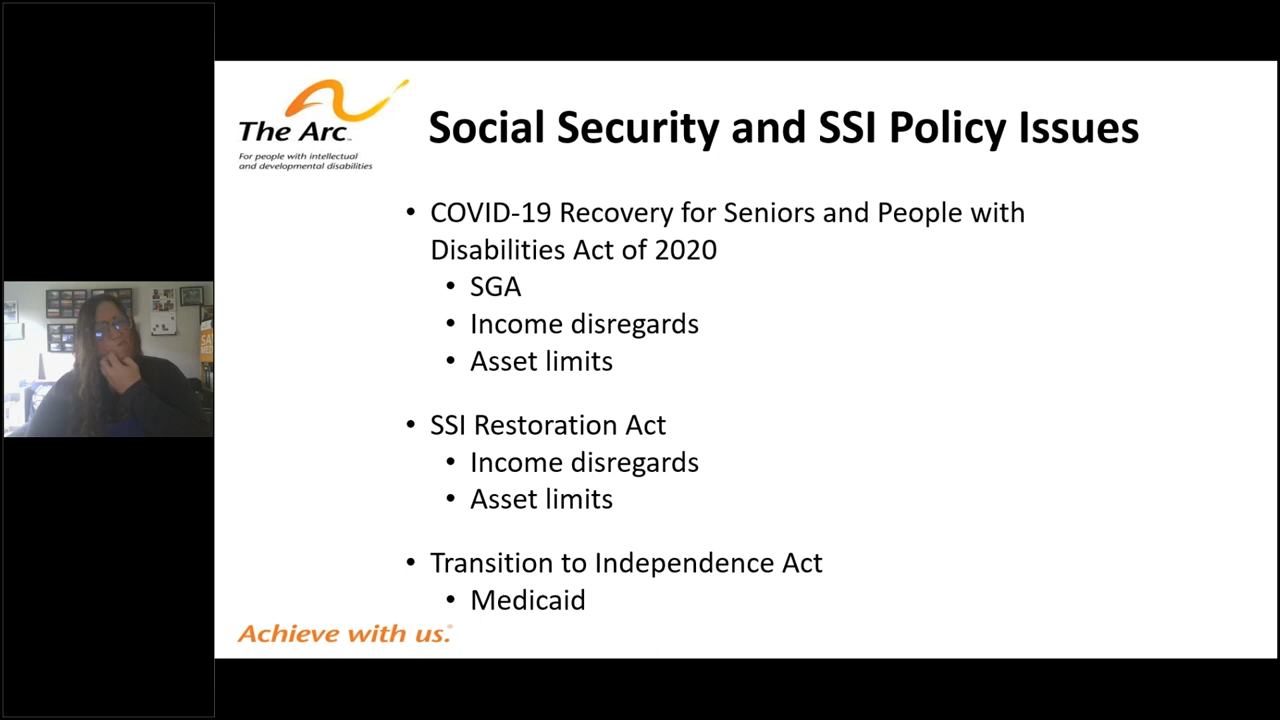 The Arc™
For people with intellectual
and developmental disabilities
Social Security and SSI Policy Issues
• COVID-19 Recovery for Seniors and People with
Disabilities Act of 2020
• SGA
• Income disregards
• Asset limits
• SSI Restoration Act
• Income disregards
• Asset limits
• Transition to Independence Act
• Medicaid
Achieve with us.®